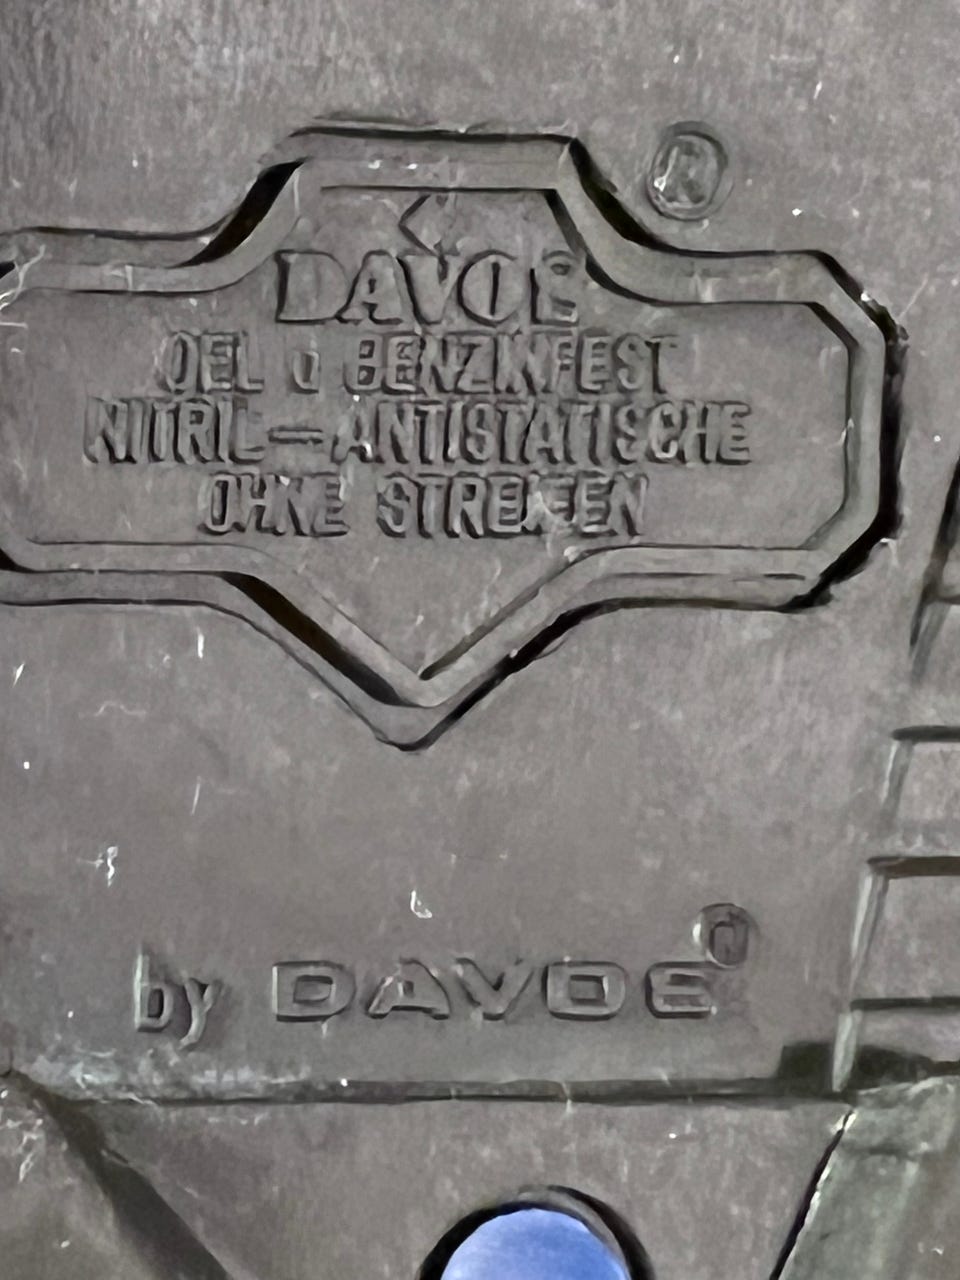 ®
DAVOS
OEL U BENZINFEST
NITRIL-ANTISTATISCHE
OHNE STREIFEN
by DAVOS®